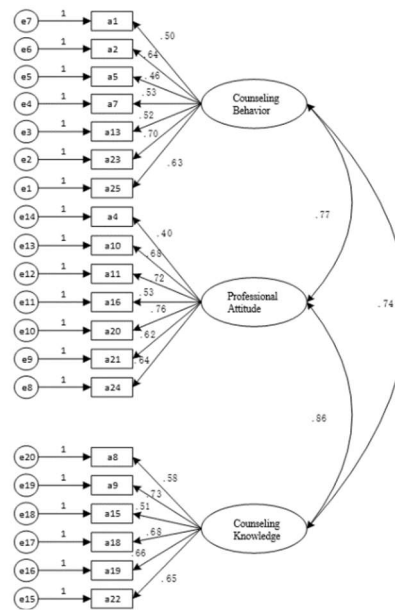 e7 1 a1 .50
e6 1 a2 .64
e5 1 a5 .46
e4 1 a7 .53
e3 1 a13 .52
e2 1 a23 .70
e1 1 a25 .63
Counseling
Behavior
e14 1 a4 .40
e13 1 a10 .68
e12 1 a11 .72
e11 1 a16 .53
e10 1 a20 .76
e9 1 a21 .62
e8 1 a24 .64
Professional
Attitude
.77
.74
.86
e20 1 a8 .58
e19 1 a9 .73
e18 1 a15 .51
e17 1 a18 .68
e16 1 a19 .66
e15 1 a22 .65
Counseling
Knowledge